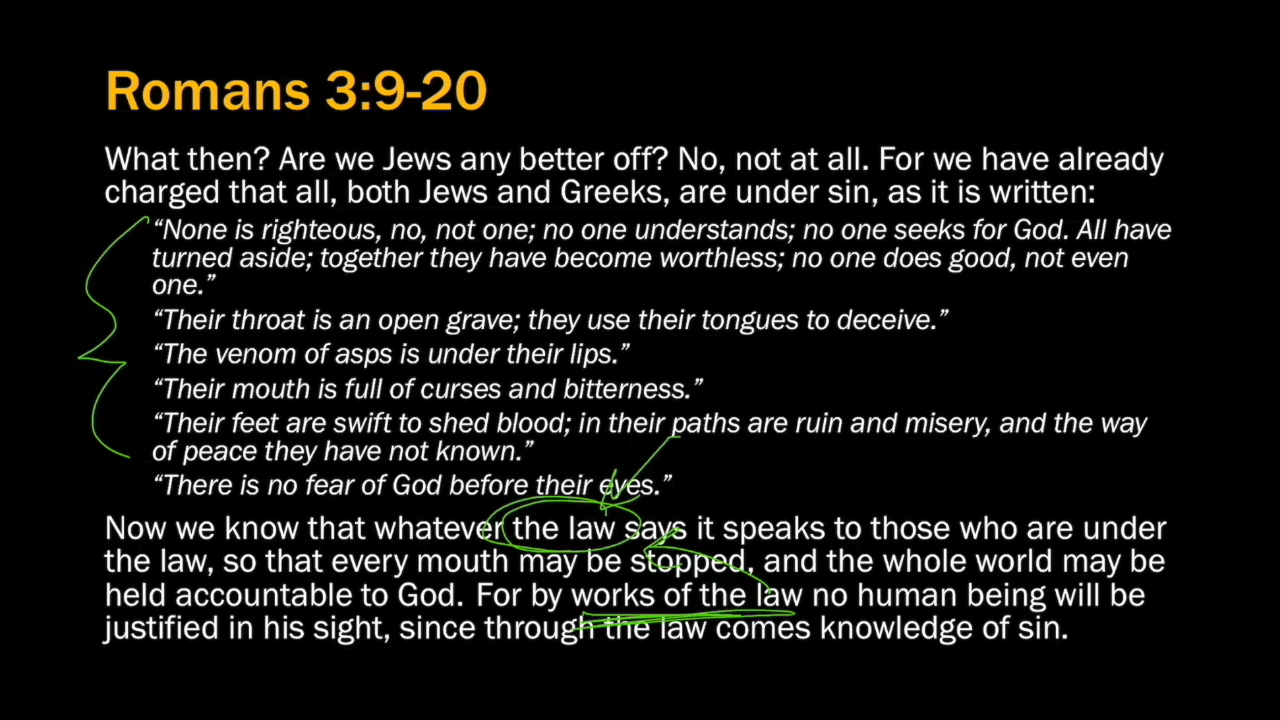 Romans 3:9-20
What then? Are we Jews any better off? No, not at all. For we have already
charged that all, both Jews and Greeks, are under sin, as it is written:
“None is righteous, no, not one; no one understands; no one seeks for God. All have
turned aside; together they have become worthless; no one does good, not even
one.”
“Their throat is an open grave; they use their tongues to deceive.”
“The venom of asps is under their lips.”
“Their mouth is full of curses and bitterness.”
“Their feet are swift to shed blood; in their paths are ruin and misery, and the way
of peace they have not known.”
“There is no fear of God before their eyes.”
Now we know that whatever the law says it speaks to those who are under
the law, so that every mouth may be stopped, and the whole world may be
held accountable to God. For by works of the law no human being will be
justified in his sight, since through the law comes knowledge of sin.